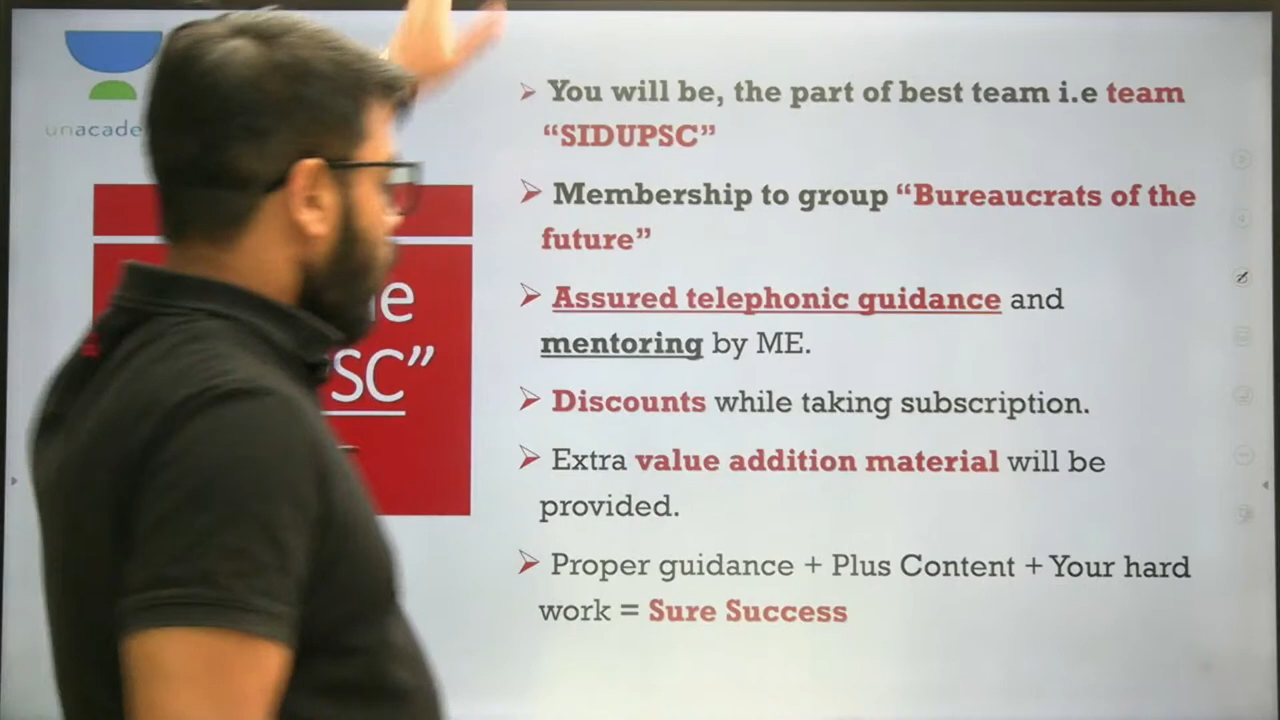 unacade
SC”
➢ You will be, the part of best team i.e team
“SIDUPSC”
➢ Membership to group “Bureaucrats of the
future”
➢ Assured telephonic guidance and
mentoring by ME.
➢ Discounts while taking subscription.
➢ Extra value addition material will be
provided.
➢ Proper guidance + Plus Content + Your hard
work = Sure Success